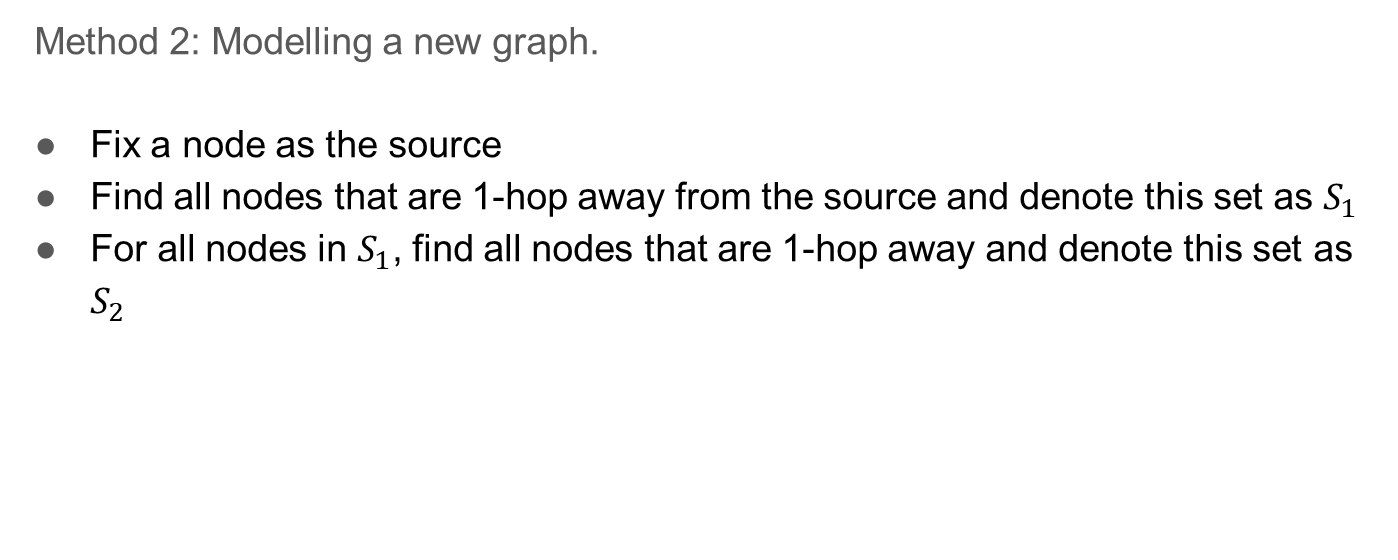 Method 2: Modelling a new graph.
● Fix a node as the source
● Find all nodes that are 1-hop away from the source and denote this set as 𝑆₁
● For all nodes in 𝑆₁, find all nodes that are 1-hop away and denote this set as
𝑆₂